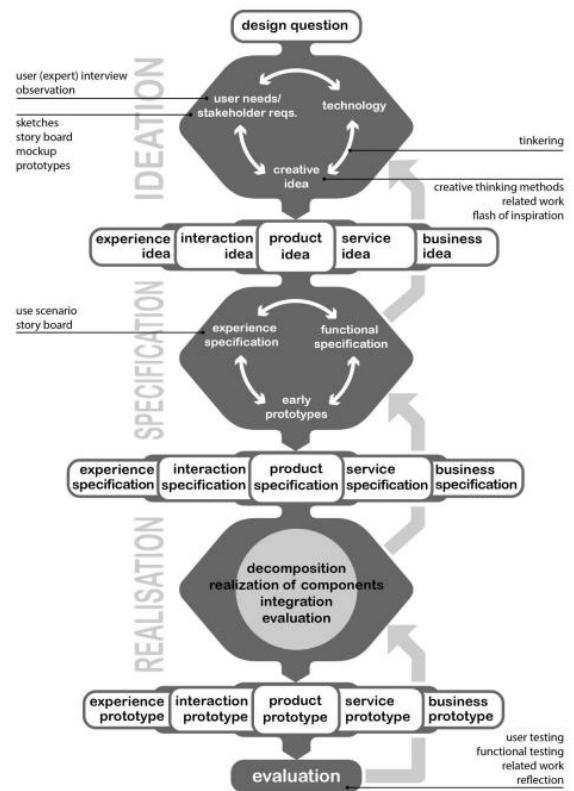 design question
IDEATION
user (expert) interview
observation
sketches
story board
mockup
prototypes
user needs/
stakeholder reqs.
technology
creative
idea
tinkering
creative thinking methods
related work
flash of inspiration
experience
idea
interaction
idea
product
idea
service
idea
business
idea
SPECIFICATION
use scenario
story board
experience
specification
functional
specification
early
prototypes
experience
specification
interaction
specification
product
specification
service
specification
business
specification
REALISATION
decomposition
realization of components
integration
evaluation
experience
prototype
interaction
prototype
product
prototype
service
prototype
business
prototype
user testing
functional testing
related work
reflection
evaluation